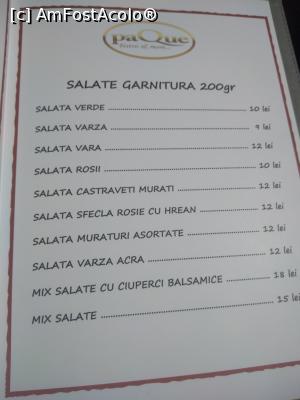 [c] AmFostAcolo®
paQue
SALATE GARNITURA 200gr
SALATA VERDE 10 lei
SALATA VARZA 9 lei
SALATA VARA 12 lei
SALATA ROSII 10 lei
SALATA CASTRAVETI MURATI 12 lei
SALATA SFECLA ROSIE CU HREAN 12 lei
SALATA MURATURI ASORTATE 12 lei
SALATA VARZA ACRA 12 lei
MIX SALATE CU CIUPERCI BALSAMICE 18 lei
MIX SALATE 15 lei